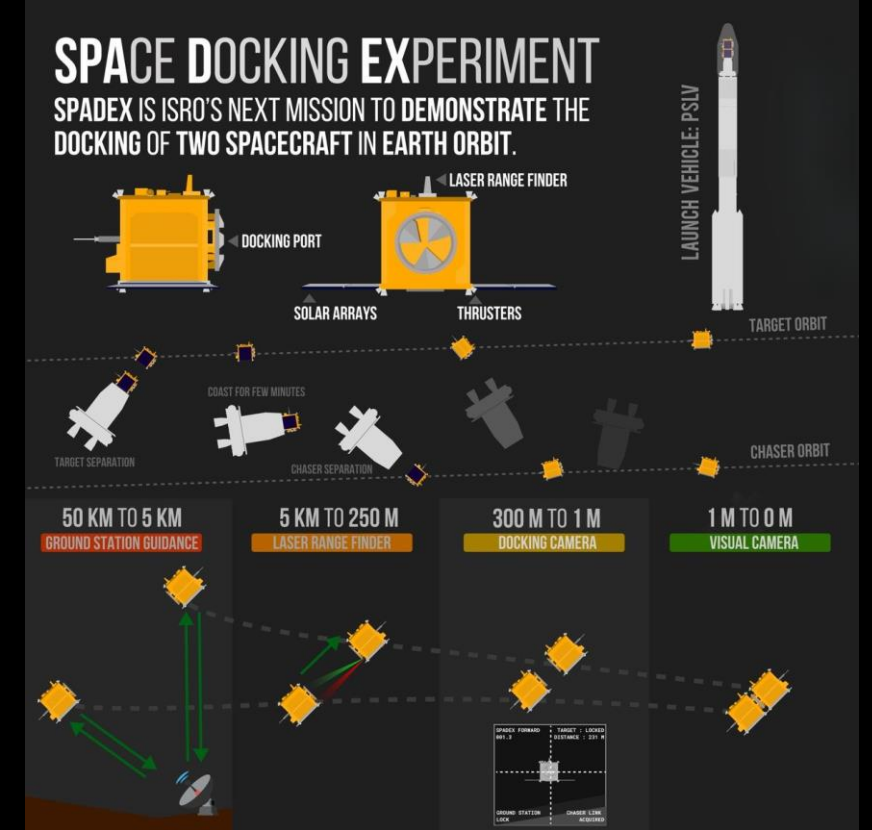 SPACE DOCKING EXPERIMENT
SPADEX IS ISRO'S NEXT MISSION TO DEMONSTRATE THE
DOCKING OF TWO SPACECRAFT IN EARTH ORBIT.
LAUNCH VEHICLE: PSLV
LASER RANGE FINDER
DOCKING PORT
SOLAR ARRAYS
THRUSTERS
TARGET ORBIT
COAST FOR FEW MINUTES
TARGET SEPARATION
CHASER SEPARATION
CHASER ORBIT
50 KM TO 5 KM
GROUND STATION GUIDANCE
5 KM TO 250 M
LASER RANGE FINDER
300 M TO 1 M
DOCKING CAMERA
1 M TO 0 M
VISUAL CAMERA
SPADEX FORWARD
001.3
TARGET : LOCKED
DISTANCE : 231 M
GROUND STATION
LOCK
CHASER LINK
ACQUIRED